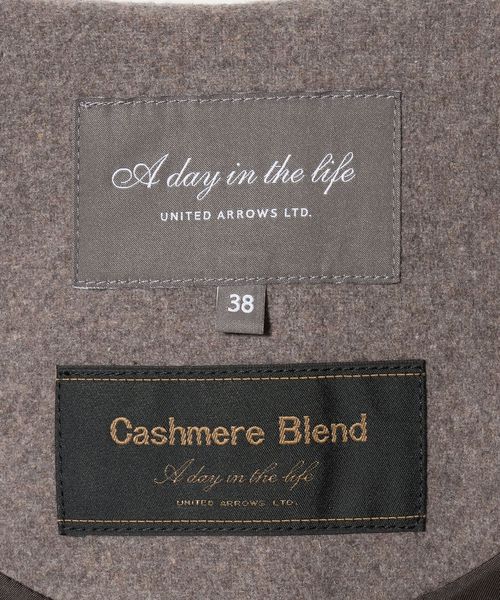 A day in the life
UNITED ARROWS LTD.
38
Cashmere Blend
A day in the life
UNITED ARROWS LTD.